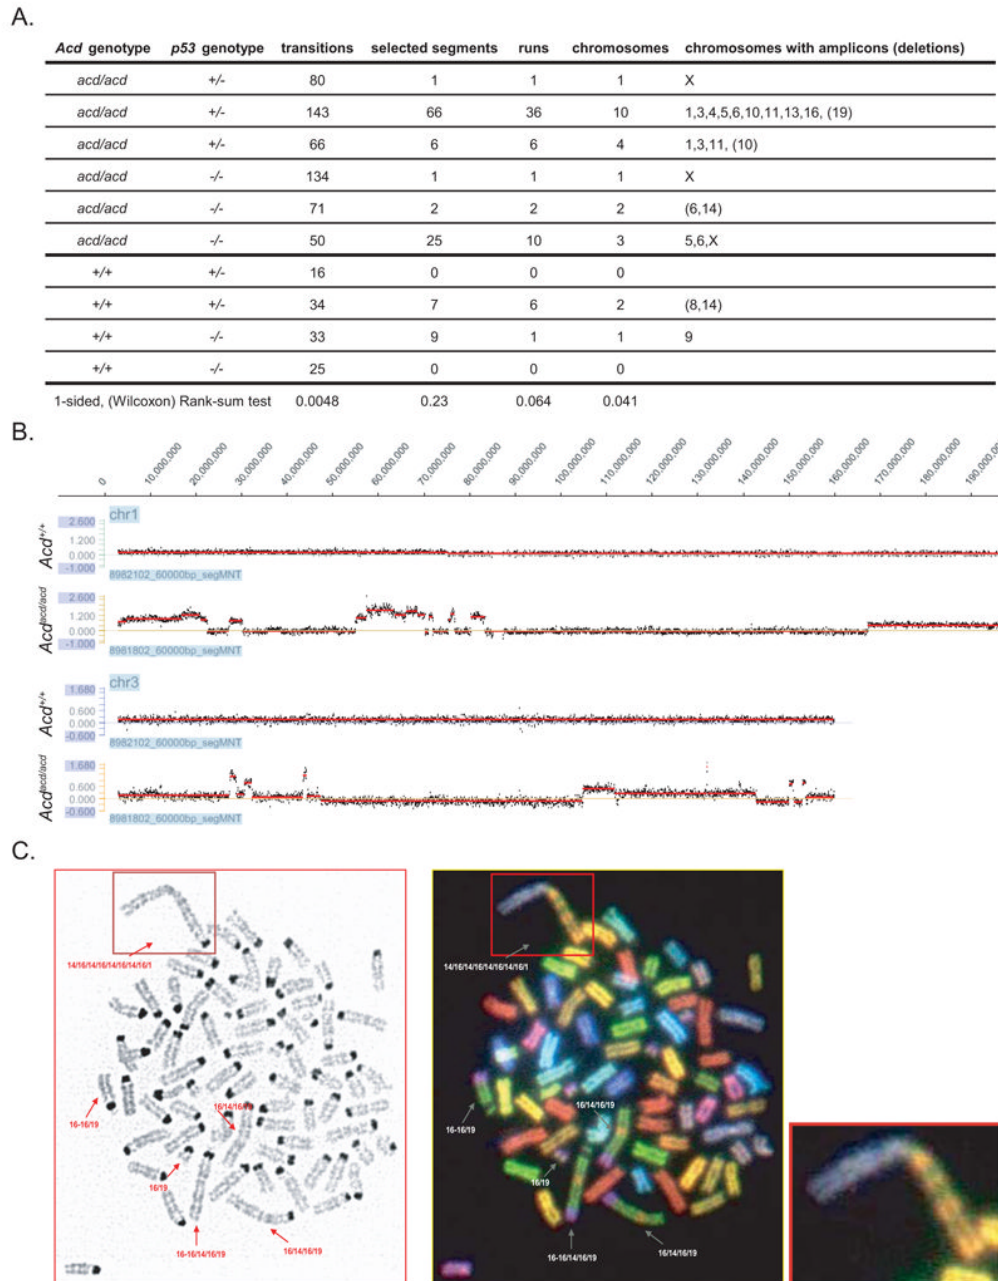 A.
Acd genotype p53 genotype transitions selected segments runs chromosomes chromosomes with amplicons (deletions)
acd/acd +/- 80 1 1 1 X
acd/acd +/- 143 66 36 10 1,3,4,5,6,10,11,13,16, (19)
acd/acd +/- 66 6 6 4 1,3,11, (10)
acd/acd -/- 134 1 1 1 X
acd/acd -/- 71 2 2 2 (6,14)
acd/acd -/- 50 25 10 3 5,6,X
+/+ +/- 16 0 0 0
+/+ +/- 34 7 6 2 (8,14)
+/+ -/- 33 9 1 1 9
+/+ -/- 25 0 0 0
1-sided, (Wilcoxon) Rank-sum test 0.0048 0.23 0.064 0.041
B.
0 10,000,000 20,000,000 30,000,000 40,000,000 50,000,000 60,000,000 70,000,000 80,000,000 90,000,000 100,000,000 110,000,000 120,000,000 130,000,000 140,000,000 150,000,000 160,000,000 170,000,000 180,000,000
Acd+/+
2.600
1.200
0.000
-1.000
chr1
8982102_60000bp_segMNT
Acdacd/acd
2.600
1.200
0.000
-1.000
8981802_60000bp_segMNT
Acd+/+
1.680
0.600
0.000
-0.600
chr3
8982102_60000bp_segMNT
Acdacd/acd
1.680
0.600
0.000
-0.600
8981802_60000bp_segMNT
C.
14/16/14/16/14/16/14/16/1
16-16/19
16/19
16-16/14/16/19
16/14/16/19
14/16/14/16/14/16/14/16/1
16/14/16/19
16-16/19
16/19
16-16/14/16/19
16/14/16/19